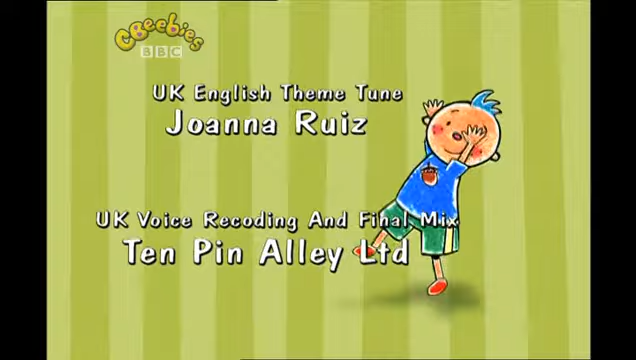 CBeebies
BBC
UK English Theme Tune
Joanna Ruiz
UK Voice Recoding And Final Mix
Ten Pin Alley Ltd